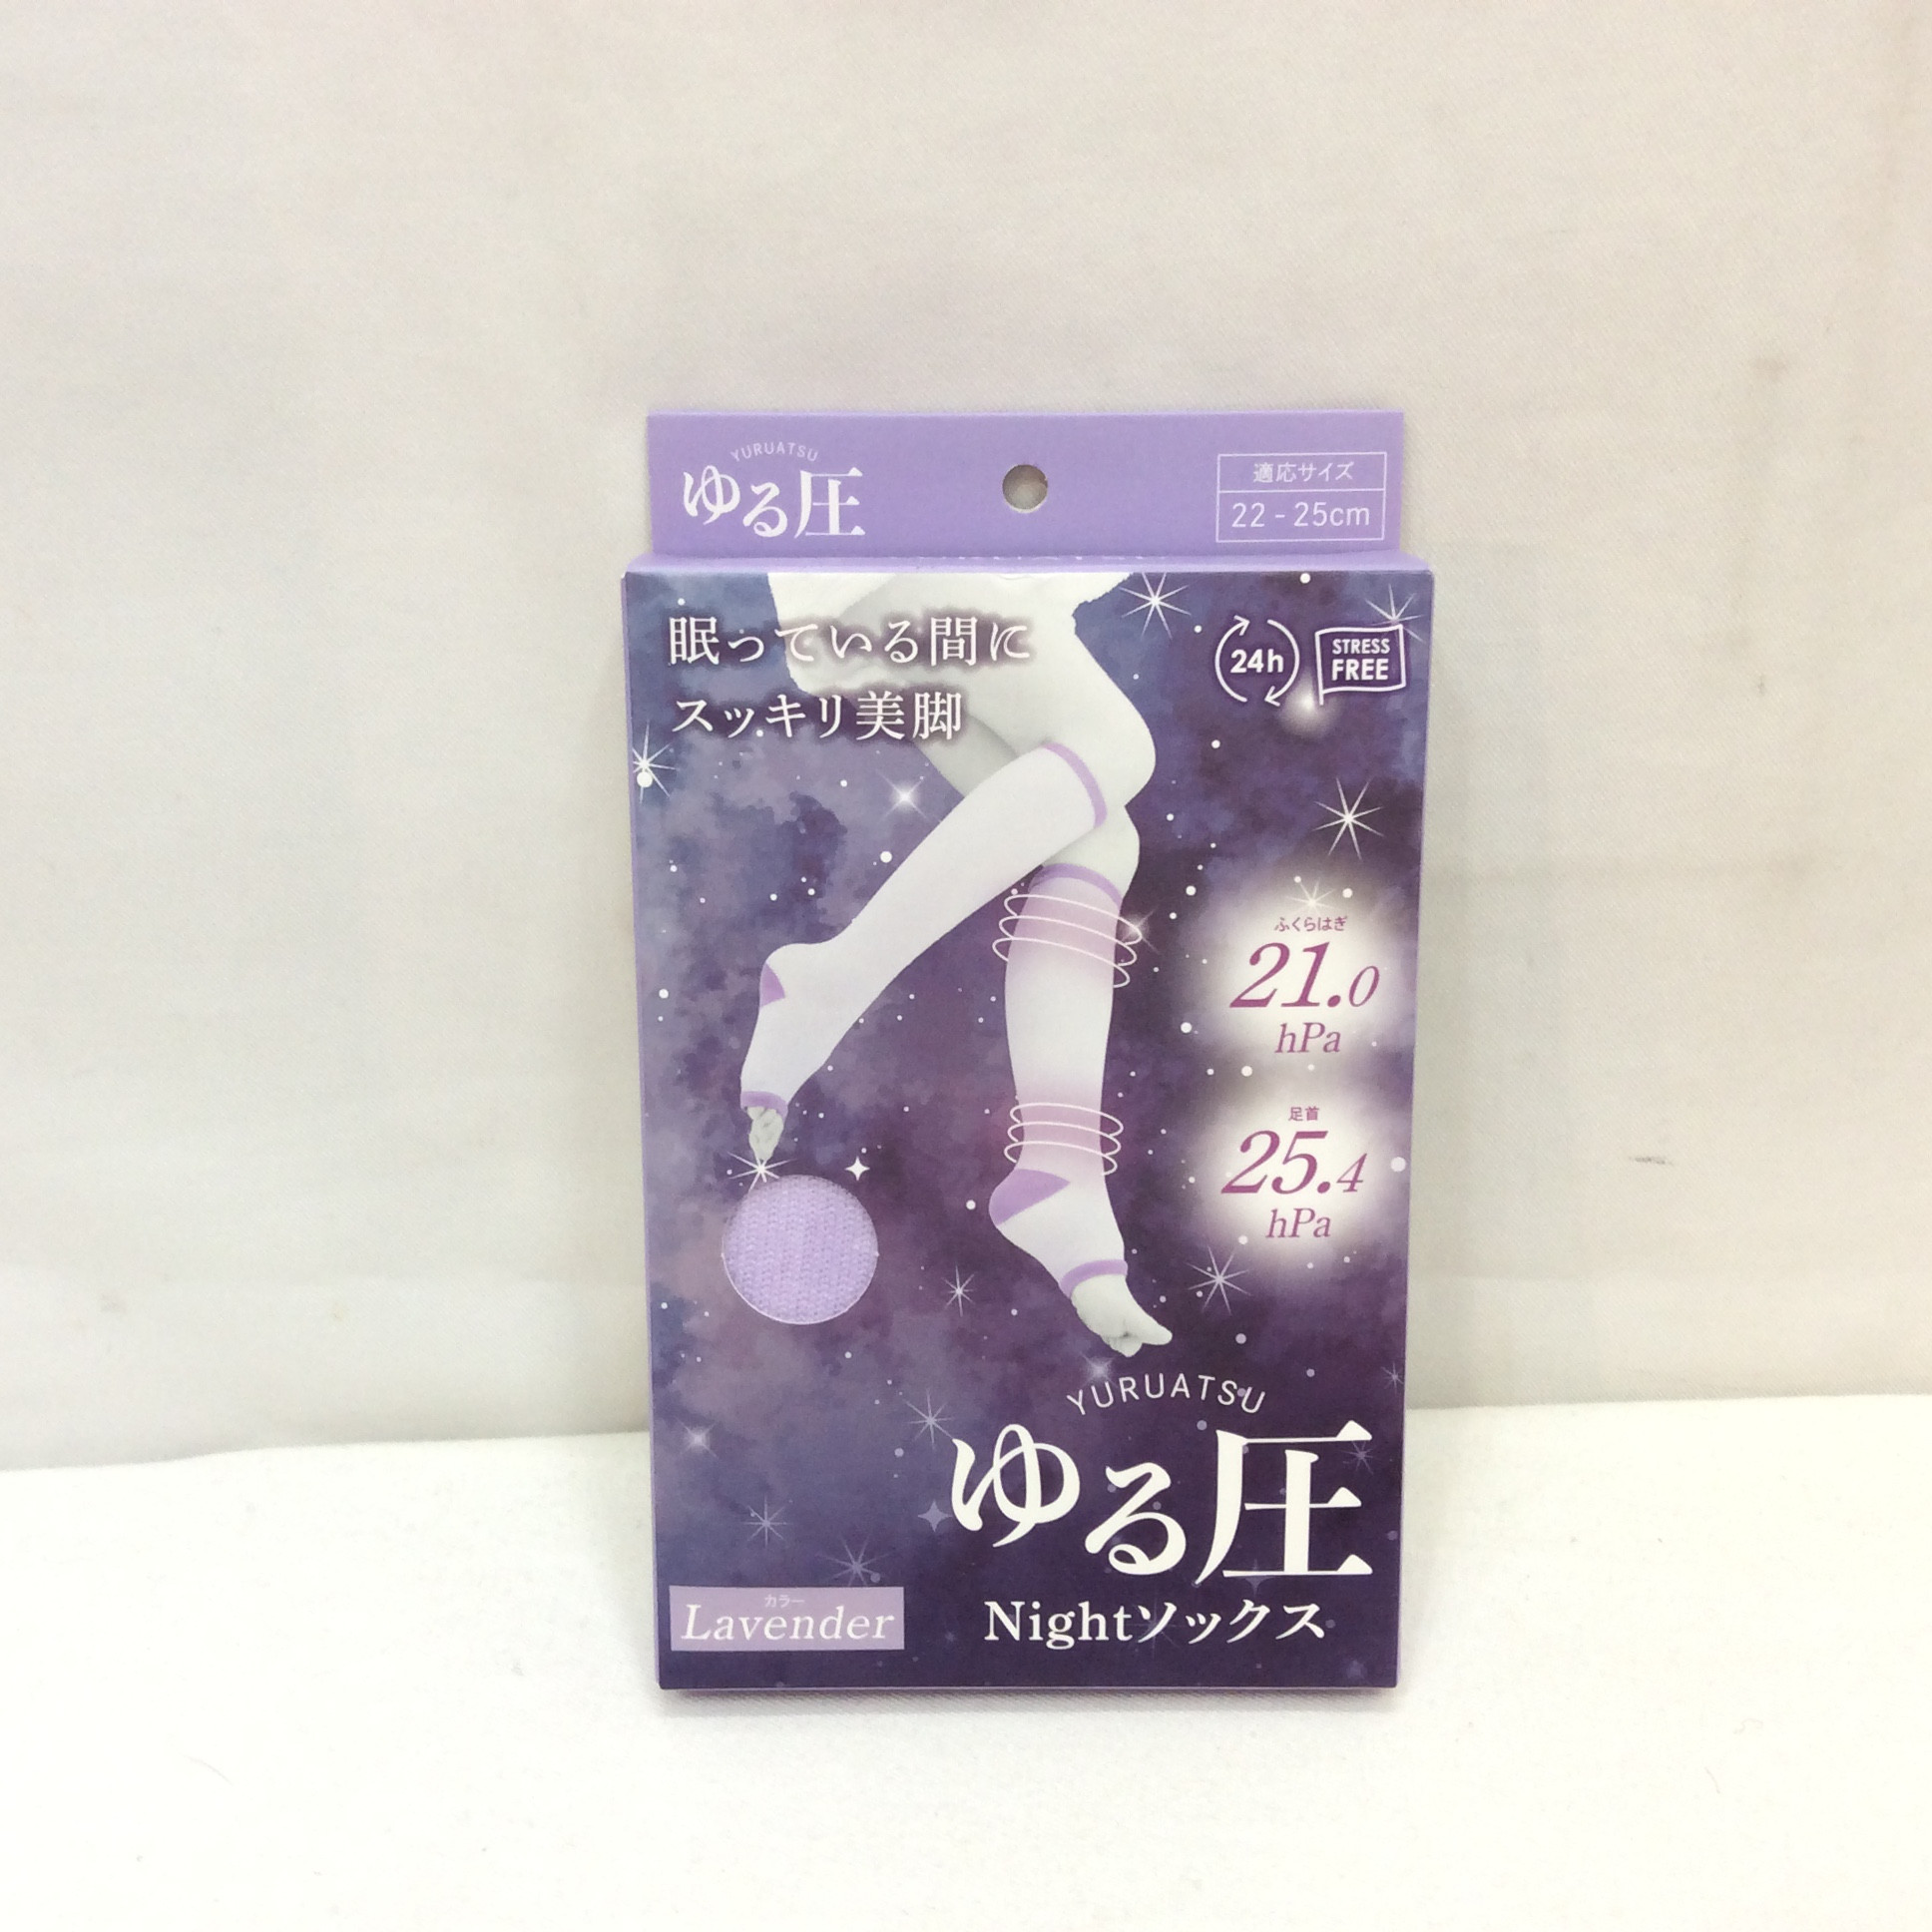 YURUATSU
ゆる圧
適応サイズ
22 - 25cm
眠っている間に
スッキリ美脚
24h
STRESS
FREE
ふくらはぎ
21.0
hPa
足首
25.4
hPa
YURUATSU
ゆる圧
Nightソックス
カラー
Lavender